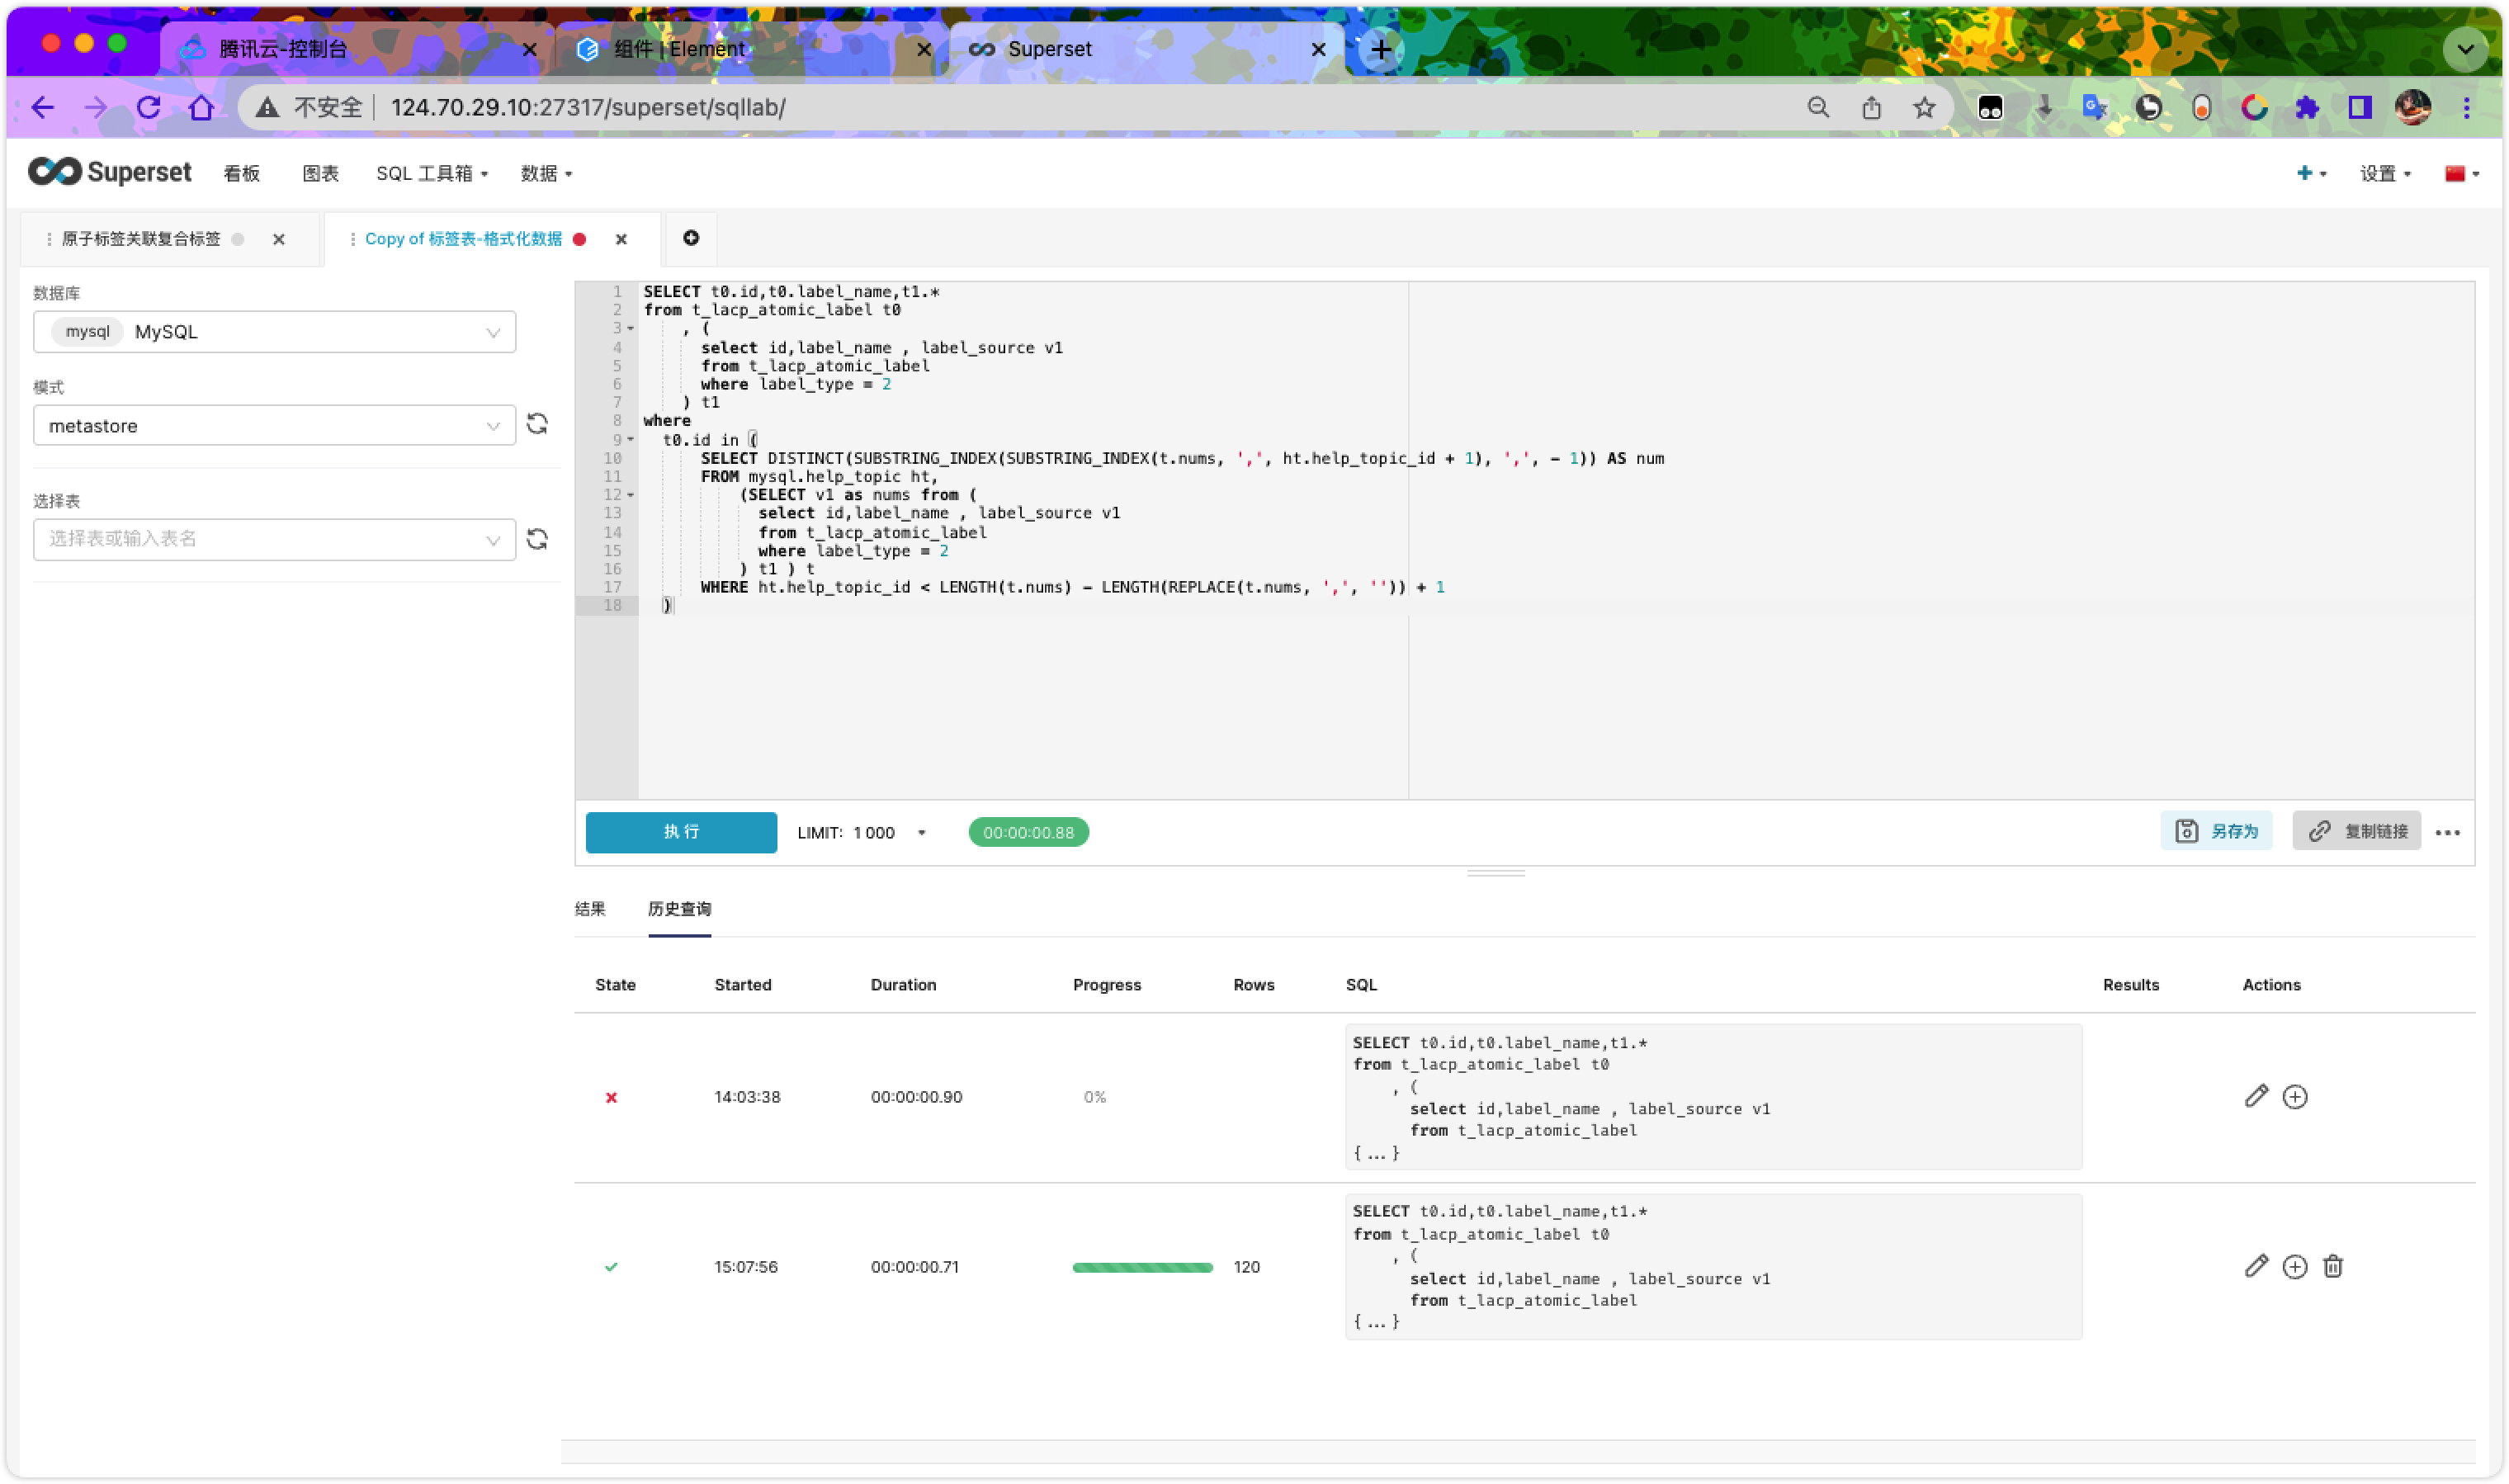 腾讯云-控制台
组件 | Element
Superset
不安全 124.70.29.10:27317/superset/sqllab/
Superset 看板 图表 SQL 工具箱 数据 设置
原子标签关联复合标签
Copy of 标签表-格式化数据
数据库
mysql MySQL
模式
metastore
选择表
选择表或输入表名
1 SELECT t0.id,t0.label_name,t1.*
2 from t_lacp_atomic_label t0
3 , (
4 select id,label_name , label_source v1
5 from t_lacp_atomic_label
6 where label_type = 2
7 ) t1
8 where
9 t0.id in (
10 SELECT DISTINCT(SUBSTRING_INDEX(SUBSTRING_INDEX(t.nums, ',', ht.help_topic_id + 1), ',', - 1)) AS num
11 FROM mysql.help_topic ht,
12 (SELECT v1 as nums from (
13 select id,label_name , label_source v1
14 from t_lacp_atomic_label
15 where label_type = 2
16 ) t1 ) t
17 WHERE ht.help_topic_id < LENGTH(t.nums) - LENGTH(REPLACE(t.nums, ',', '')) + 1
18 )
执 行 LIMIT: 1 000 00:00:00.88 另存为 复制链接
结果 历史查询
State Started Duration Progress Rows SQL Results Actions
14:03:38 00:00:00.90 0%
SELECT t0.id,t0.label_name,t1.*
from t_lacp_atomic_label t0
, (
select id,label_name , label_source v1
from t_lacp_atomic_label
{ ... }
15:07:56 00:00:00.71 120
SELECT t0.id,t0.label_name,t1.*
from t_lacp_atomic_label t0
, (
select id,label_name , label_source v1
from t_lacp_atomic_label
{ ... }